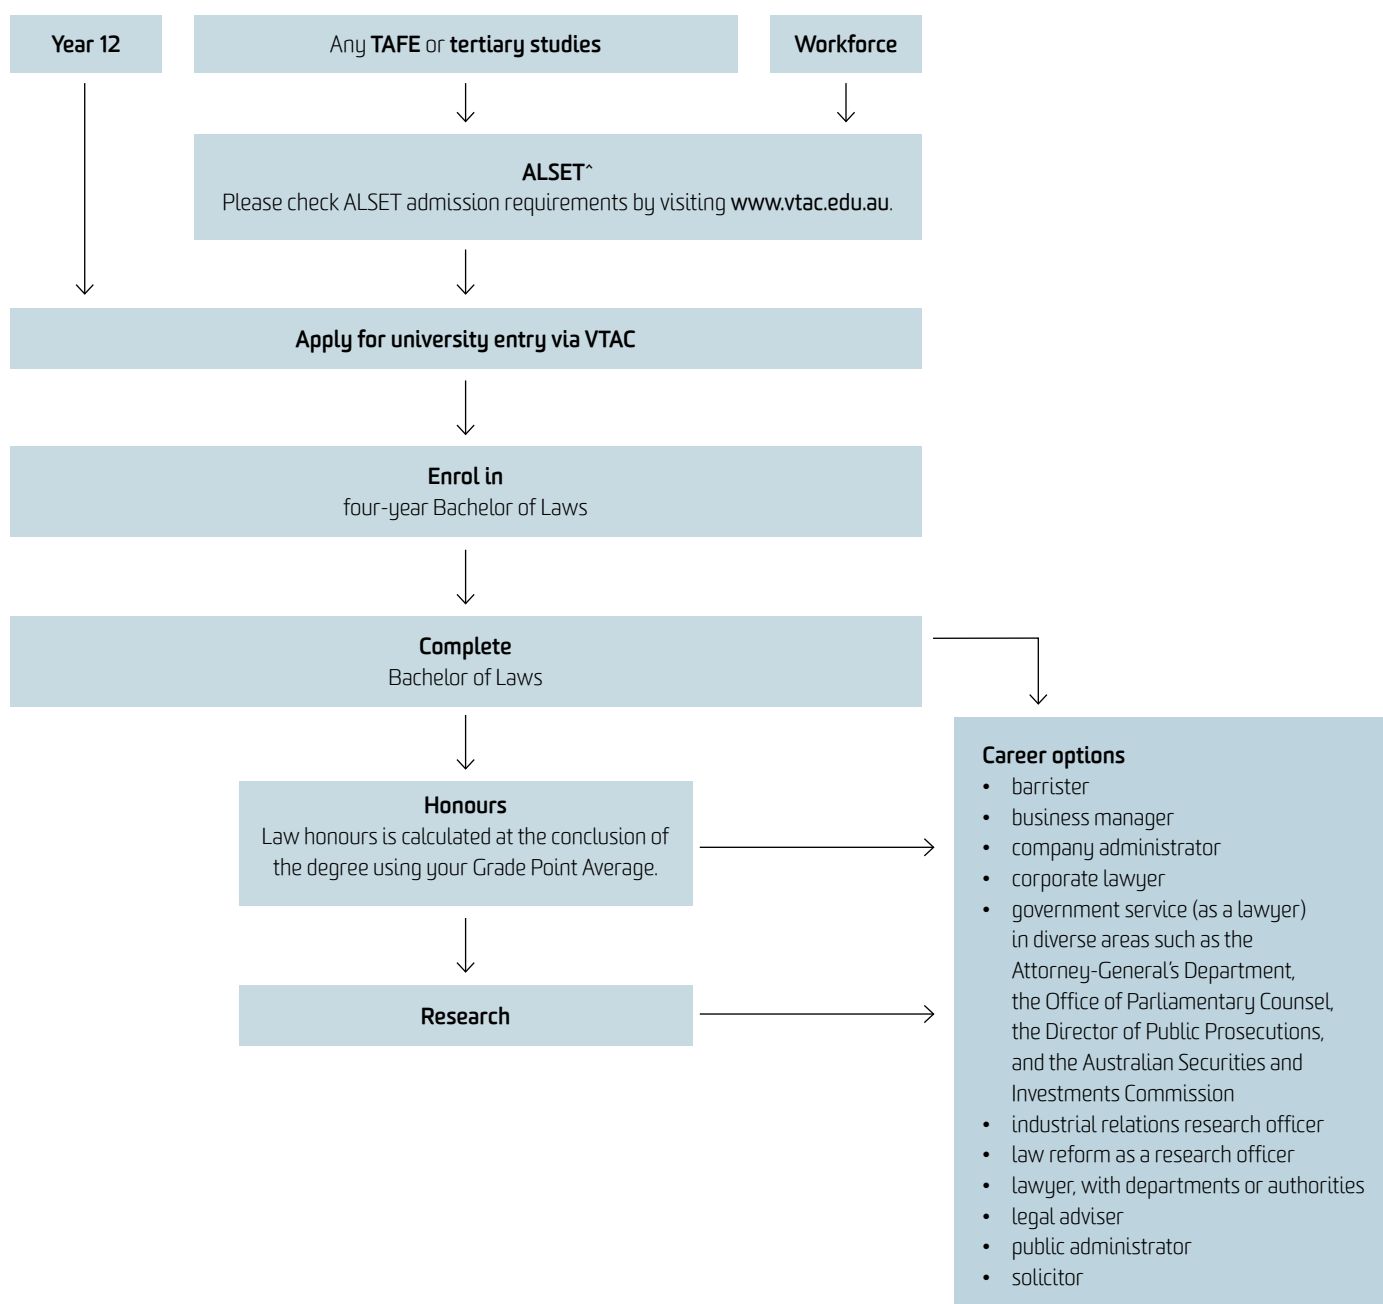 Year 12
Any TAFE or tertiary studies
Workforce
ALSET^
Please check ALSET admission requirements by visiting www.vtac.edu.au.
Apply for university entry via VTAC
Enrol in
four-year Bachelor of Laws
Complete
Bachelor of Laws
Honours
Law honours is calculated at the conclusion of
the degree using your Grade Point Average.
Research
Career options
• barrister
• business manager
• company administrator
• corporate lawyer
• government service (as a lawyer)
in diverse areas such as the
Attorney-General's Department,
the Office of Parliamentary Counsel,
the Director of Public Prosecutions,
and the Australian Securities and
Investments Commission
• industrial relations research officer
• law reform as a research officer
• lawyer, with departments or authorities
• legal adviser
• public administrator
• solicitor